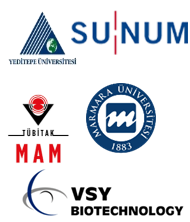 YEDİTEPE ÜNİVERSİTESİ
SUNUM
TÜBİTAK
MAM
MARMARA ÜNİVERSİTESİ
1883
VSY
BIOTECHNOLOGY